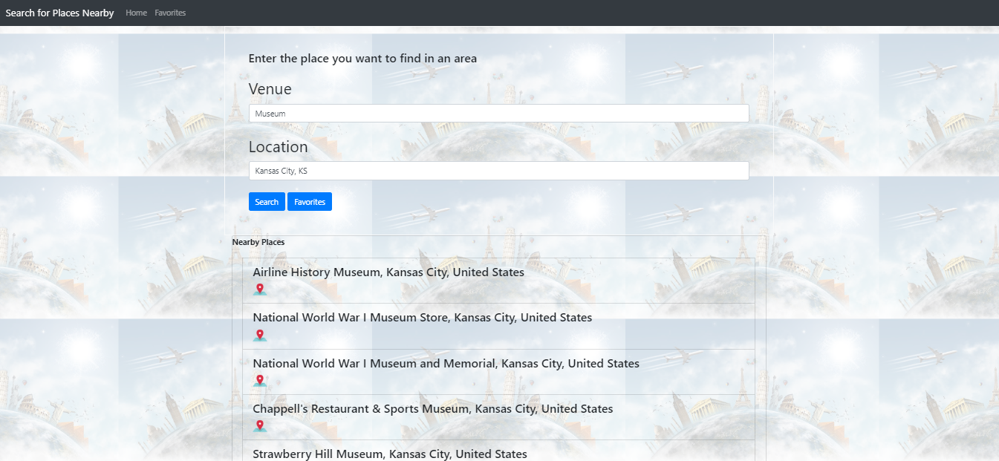 Search for Places Nearby Home Favorites
Enter the place you want to find in an area
Venue
Museum
Location
Kansas City, KS
Search Favorites
Nearby Places
Airline History Museum, Kansas City, United States
National World War I Museum Store, Kansas City, United States
National World War I Museum and Memorial, Kansas City, United States
Chappell's Restaurant & Sports Museum, Kansas City, United States
Strawberry Hill Museum, Kansas City, United States